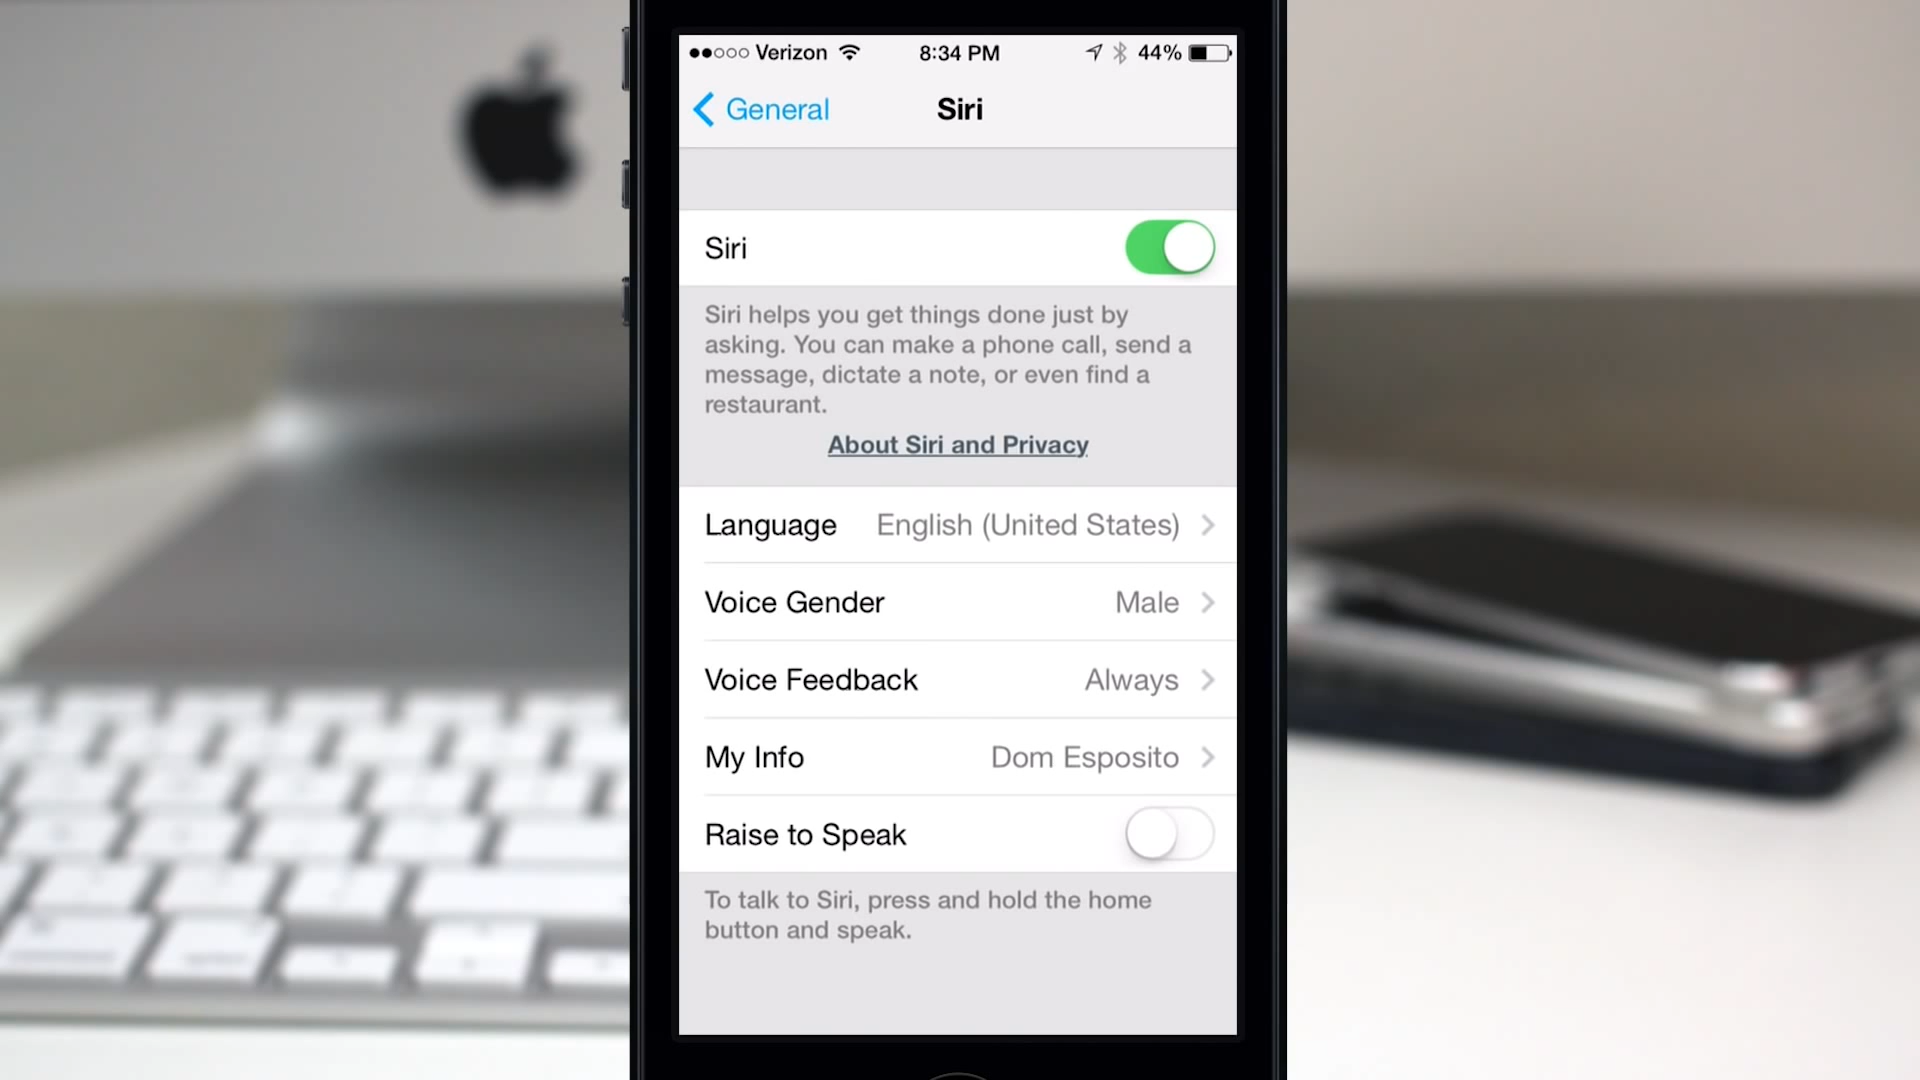 Verizon 8:34 PM 44%
General Siri
Siri
Siri helps you get things done just by
asking. You can make a phone call, send a
message, dictate a note, or even find a
restaurant.
About Siri and Privacy
Language English (United States)
Voice Gender Male
Voice Feedback Always
My Info Dom Esposito
Raise to Speak
To talk to Siri, press and hold the home
button and speak.